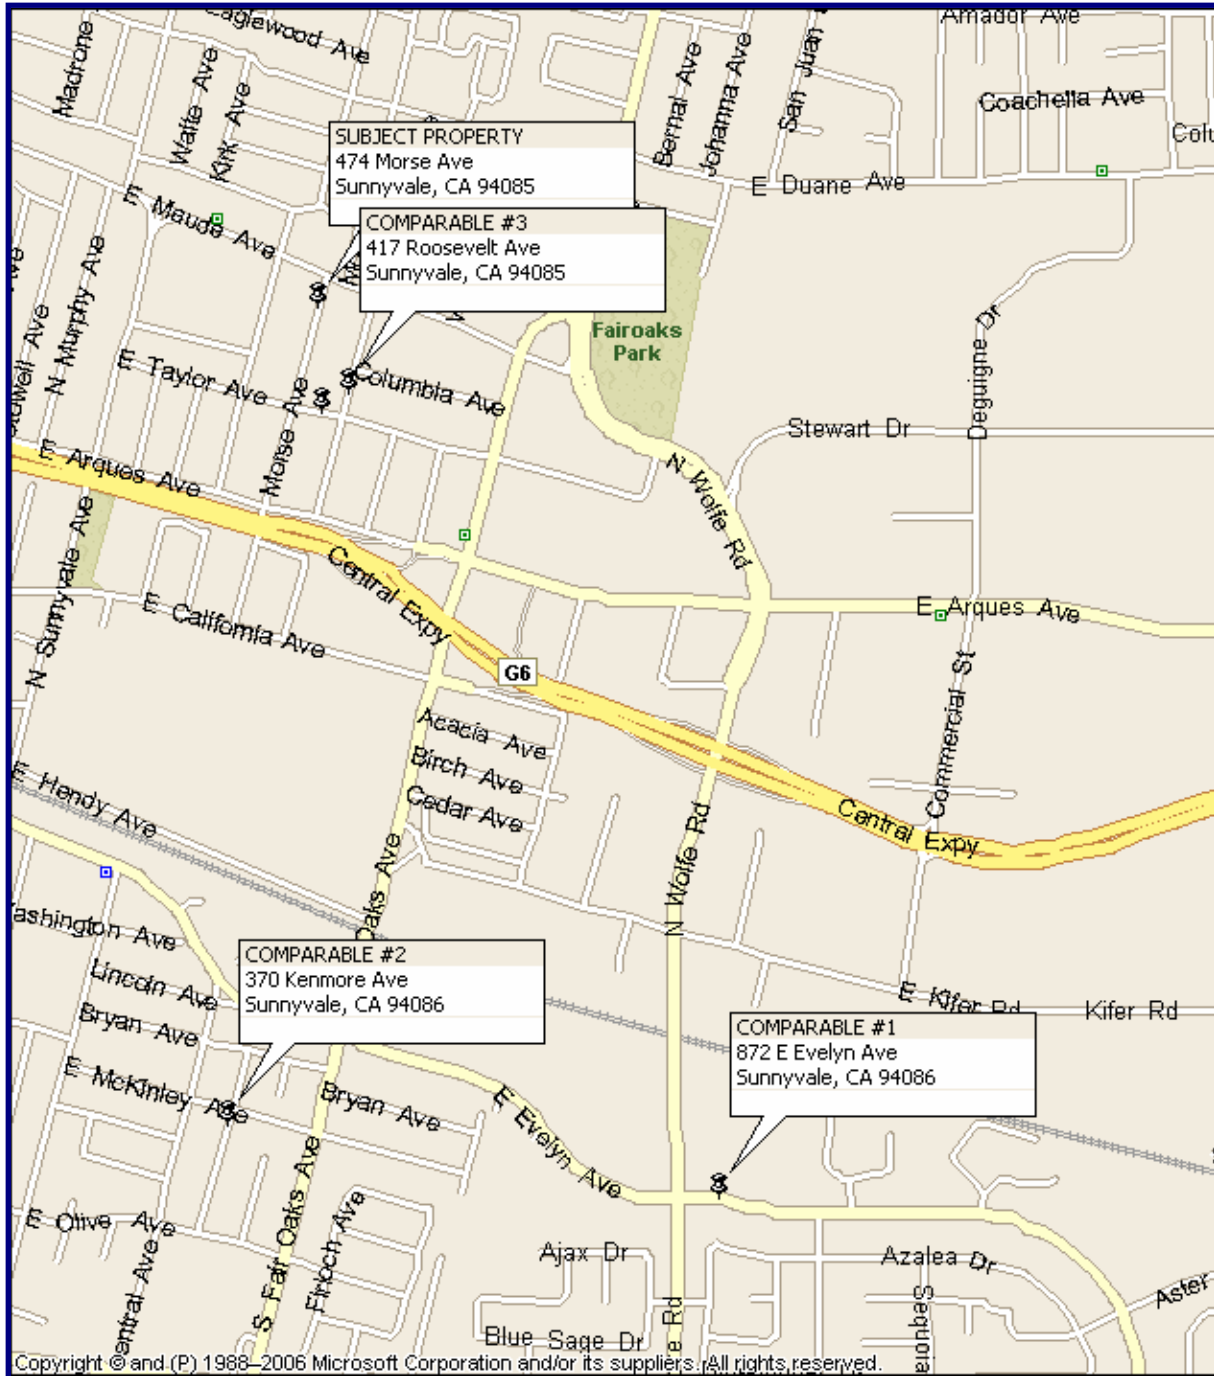 Eaglewood Ave
Amador Ave
Madrone
Wolfe Ave
Kirk Ave
Bernal Ave
Johanna Ave
San Juan
Coachella Ave
SUBJECT PROPERTY
474 Morse Ave
Sunnyvale, CA 94085
E Duane Ave
E Maude Ave
COMPARABLE #3
417 Roosevelt Ave
Sunnyvale, CA 94085
N Murphy Ave
Fairoaks
Park
Deguigne Dr
E Taylor Ave
Columbia Ave
Morse Ave
Stewart Dr
E Arques Ave
N Wolfe Rd
N Sunnyvale Ave
Central Expy
E California Ave
E Arques Ave
G6
Commercial St
Acacia Ave
Birch Ave
Cedar Ave
E Hendy Ave
Central Expy
N Wolfe Rd
Oaks Ave
Washington Ave
COMPARABLE #2
370 Kenmore Ave
Sunnyvale, CA 94086
Lincoln Ave
Bryan Ave
E Kifer Rd
Kifer Rd
COMPARABLE #1
872 E Evelyn Ave
Sunnyvale, CA 94086
E McKinley Ave
Bryan Ave
E Evelyn Ave
E Olive Ave
S Fair Oaks Ave
Firloch Ave
Ajax Dr
Azalea Dr
Aster
Sequoia
Blue Sage Dr
Copyright © and (P) 1988–2006 Microsoft Corporation and/or its suppliers. All rights reserved.